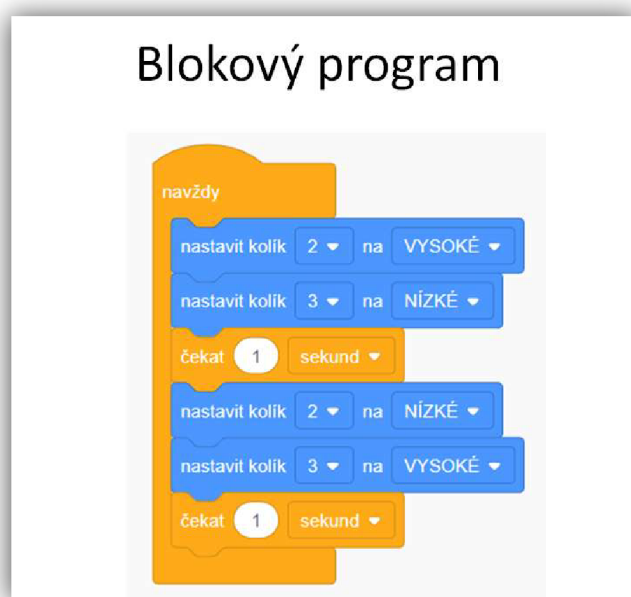 Blokový program
navždy
nastavit kolík 2 na VYSOKÉ
nastavit kolík 3 na NÍZKÉ
čekat 1 sekund
nastavit kolík 2 na NÍZKÉ
nastavit kolík 3 na VYSOKÉ
čekat 1 sekund